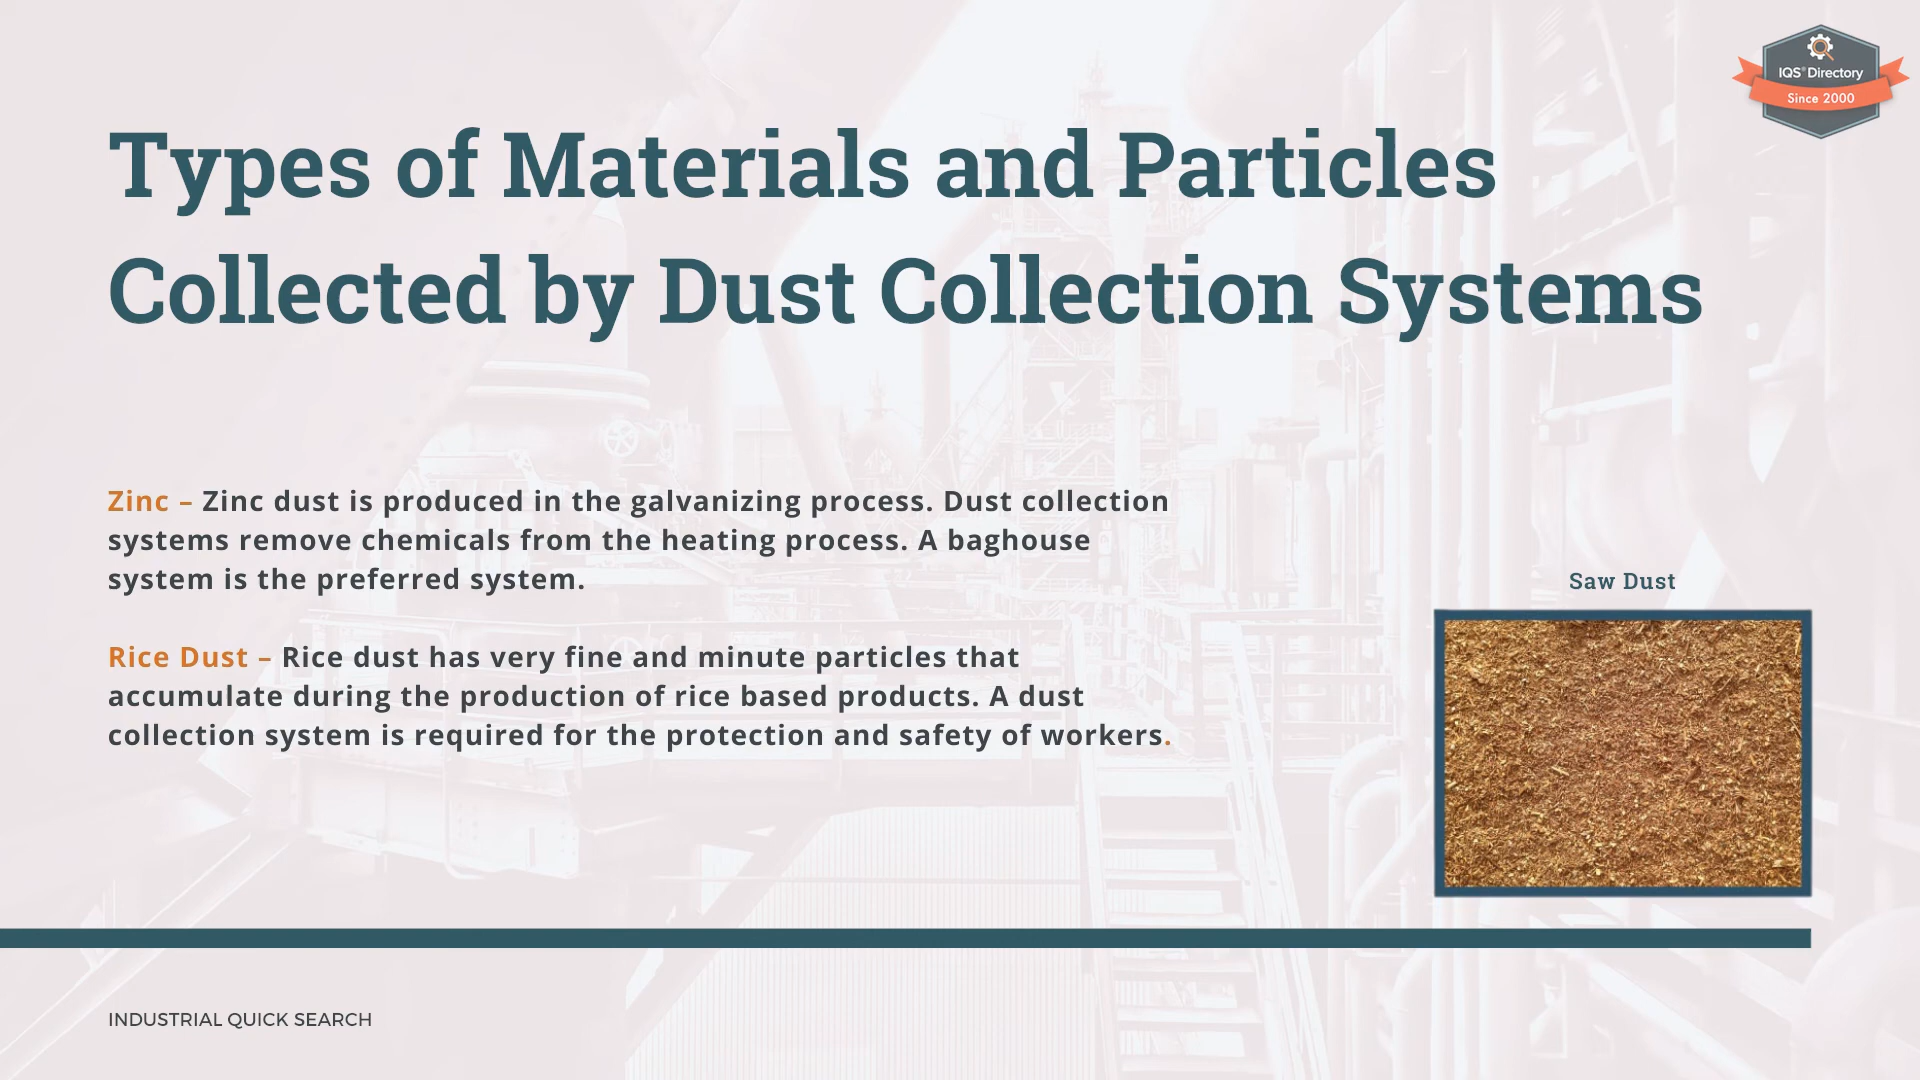 IQS® Directory
Since 2000
Types of Materials and Particles
Collected by Dust Collection Systems
Zinc – Zinc dust is produced in the galvanizing process. Dust collection
systems remove chemicals from the heating process. A baghouse
system is the preferred system.
Rice Dust – Rice dust has very fine and minute particles that
accumulate during the production of rice based products. A dust
collection system is required for the protection and safety of workers.
Saw Dust
INDUSTRIAL QUICK SEARCH